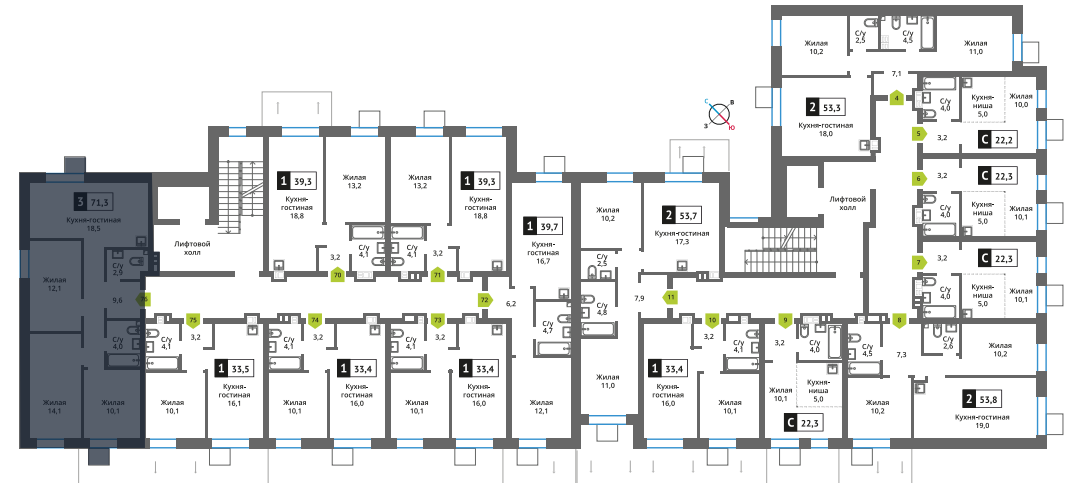 Жилая
10,2
С/у
2,5
С/у
4,5
Жилая
11,0
7,1
4
2 53,3
Кухня-гостиная
18,0
С/у
4,0
Кухня-
ниша
5,0
Жилая
10,0
5
3,2
С 22,2
6
3,2
С 22,3
С/у
4,0
Кухня-
ниша
5,0
Жилая
10,1
7
3,2
С 22,3
С/у
4,0
Кухня-
ниша
5,0
Жилая
10,1
Лифтовой
холл
С
В
З
Ю
3 71,3
Кухня-гостиная
18,5
С/у
2,9
Жилая
12,1
9,6
76
С/у
4,0
Жилая
14,1
Жилая
10,1
Лифтовой
холл
1 39,3
Кухня-
гостиная
18,8
Жилая
13,2
3,2
С/у
4,1
70
Жилая
13,2
1 39,3
Кухня-
гостиная
18,8
С/у
4,1
3,2
71
1 39,7
Кухня-
гостиная
16,7
72
6,2
С/у
4,7
Жилая
12,1
Жилая
10,2
2 53,7
Кухня-гостиная
17,3
С/у
2,5
7,9
11
С/у
4,8
Жилая
11,0
75
С/у
4,1
3,2
1 33,5
Жилая
10,1
Кухня-
гостиная
16,1
74
С/у
4,1
3,2
1 33,4
Жилая
10,1
Кухня-
гостиная
16,0
73
С/у
4,1
3,2
1 33,4
Жилая
10,1
Кухня-
гостиная
16,0
10
3,2
С/у
4,1
1 33,4
Кухня-
гостиная
16,0
Жилая
10,1
9
3,2
С/у
4,0
Жилая
10,1
Кухня-
ниша
5,0
С 22,3
8
С/у
4,5
7,3
С/у
2,6
Жилая
10,2
Жилая
10,2
2 53,8
Кухня-гостиная
19,0